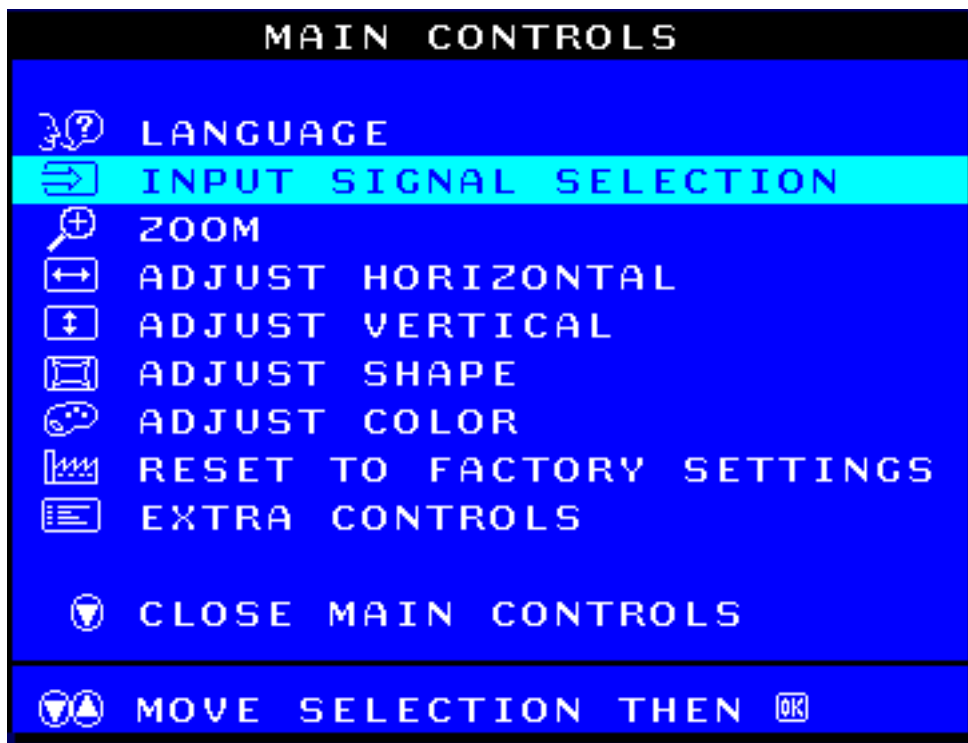 MAIN CONTROLS
LANGUAGE
INPUT SIGNAL SELECTION
ZOOM
ADJUST HORIZONTAL
ADJUST VERTICAL
ADJUST SHAPE
ADJUST COLOR
RESET TO FACTORY SETTINGS
EXTRA CONTROLS
CLOSE MAIN CONTROLS
MOVE SELECTION THEN OK